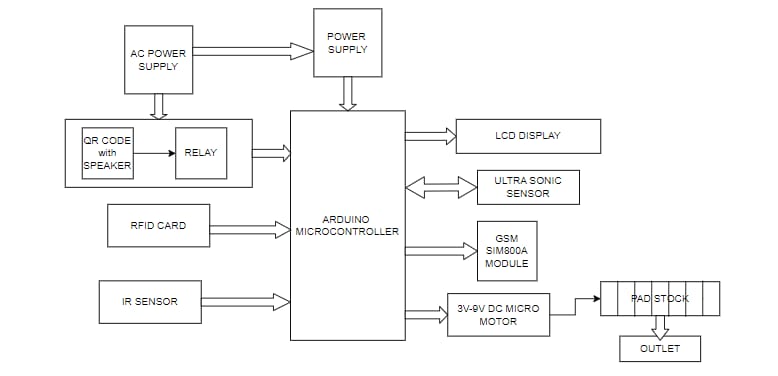 AC POWER
SUPPLY
POWER
SUPPLY
QR CODE
with
SPEAKER
RELAY
LCD DISPLAY
ULTRA SONIC
SENSOR
RFID CARD
ARDUINO
MICROCONTROLLER
GSM
SIM800A
MODULE
IR SENSOR
3V-9V DC MICRO
MOTOR
PAD STOCK
OUTLET